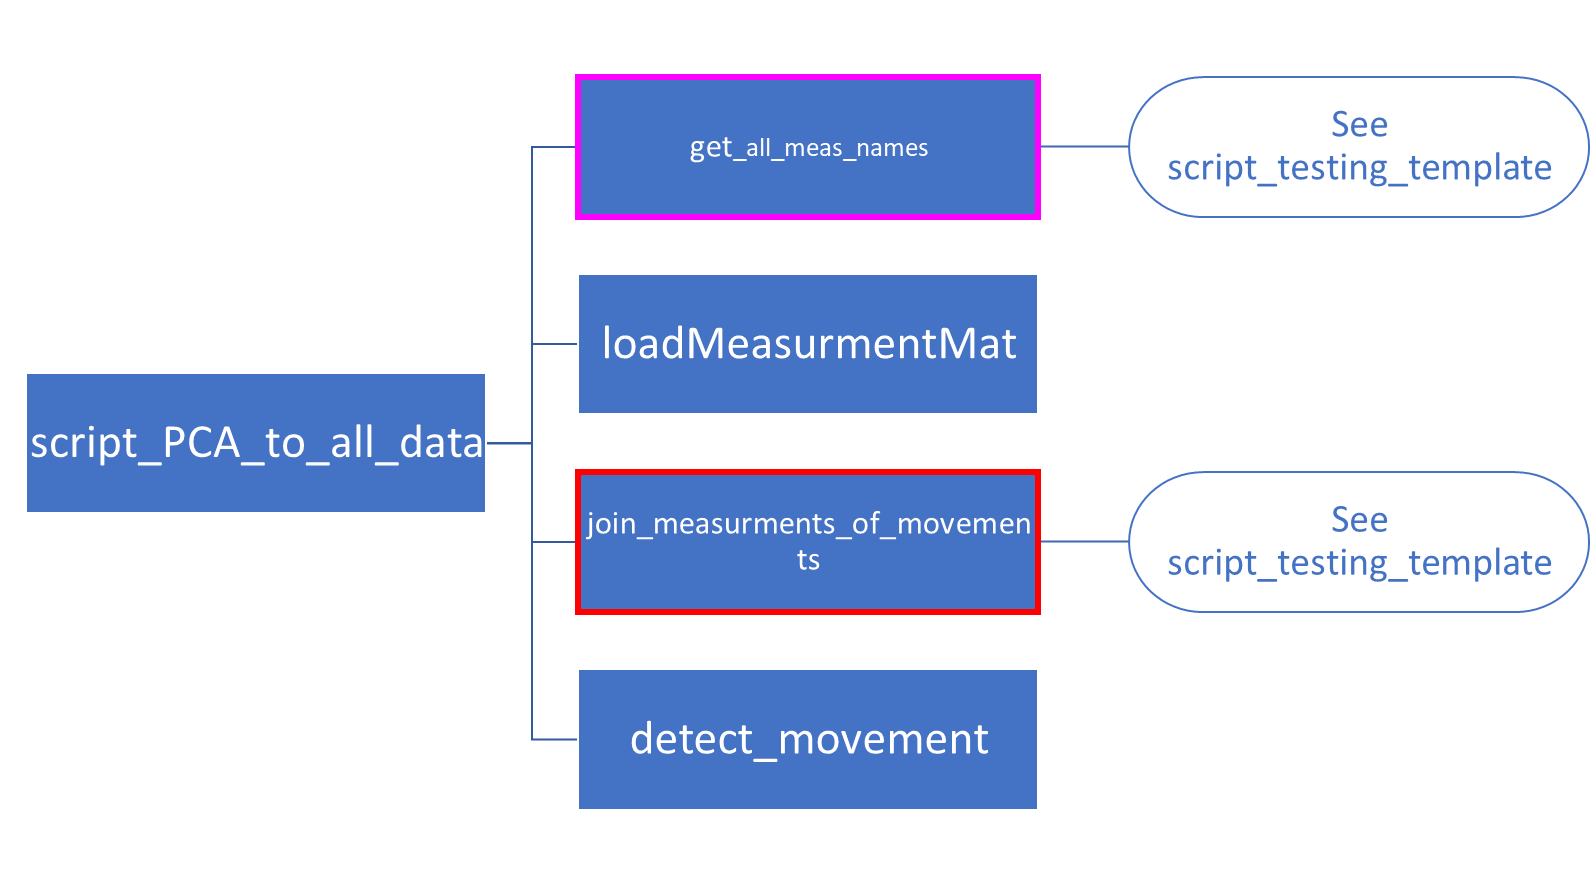 get_all_meas_names
See
script_testing_template
loadMeasurmentMat
script_PCA_to_all_data
join_measurments_of_movemen
ts
See
script_testing_template
detect_movement